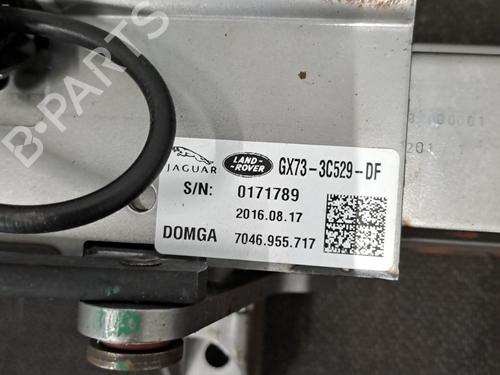 B-PARTS
JAGUAR
LAND-ROVER
GX73-3C529-DF
S/N: 0171789
2016.08.17
DOMGA 7046.955.717